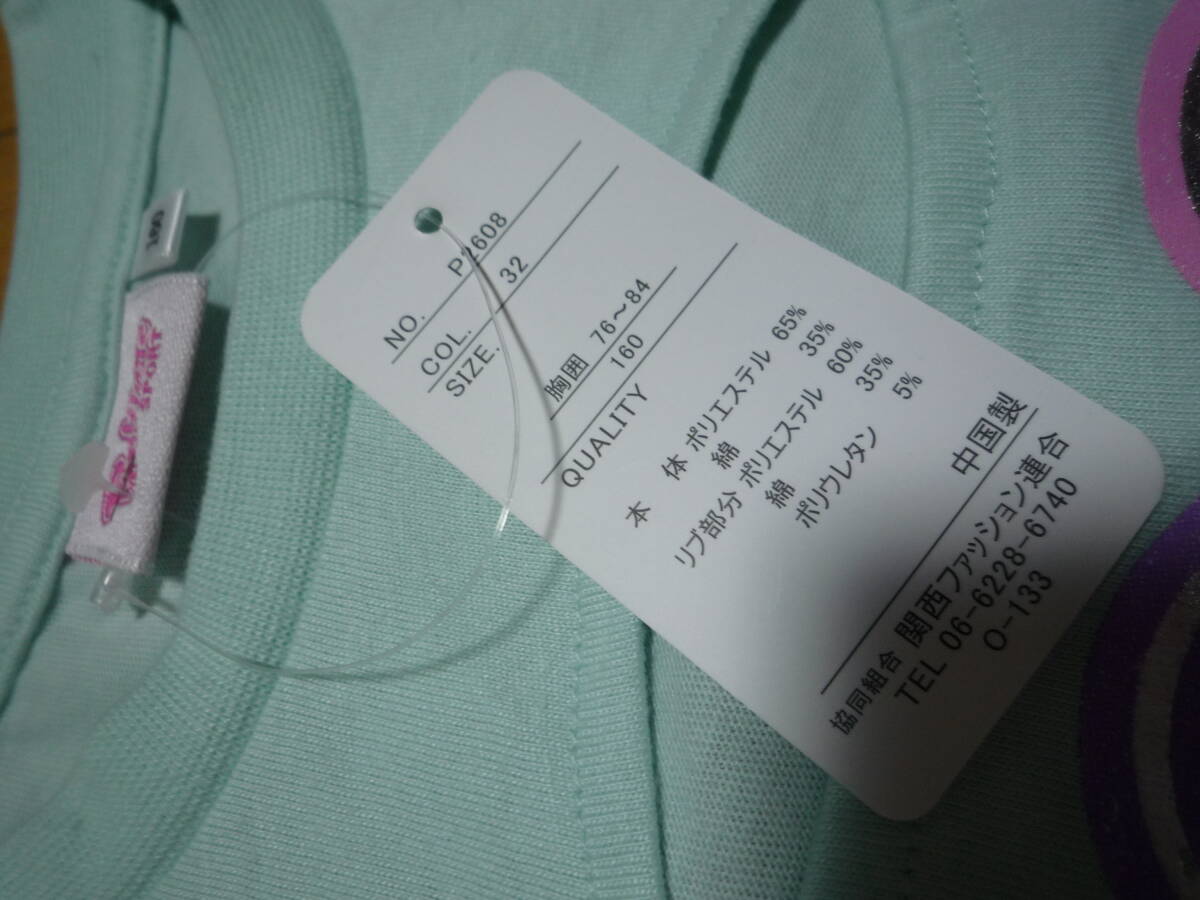 NO. P2608
COL. 32
SIZE.
胸囲 76～84
160
QUALITY
本 体 ポリエステル 65%
綿 35%
リブ部分 ポリエステル 60%
綿 35%
ポリウレタン 5%
中国製
協同組合 関西ファッション連合
TEL 06-6228-6740
O-133
160
SPORT